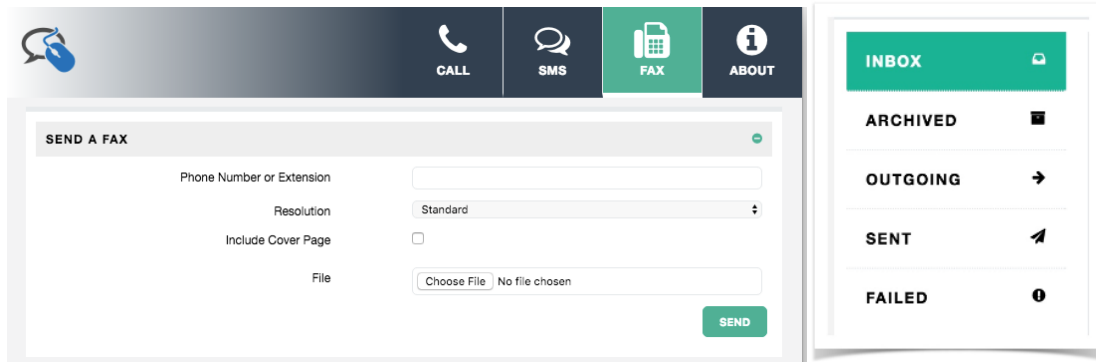 CALL
SMS
FAX
ABOUT
SEND A FAX
Phone Number or Extension
Resolution
Standard
Include Cover Page
File
Choose File No file chosen
SEND
INBOX
ARCHIVED
OUTGOING
SENT
FAILED